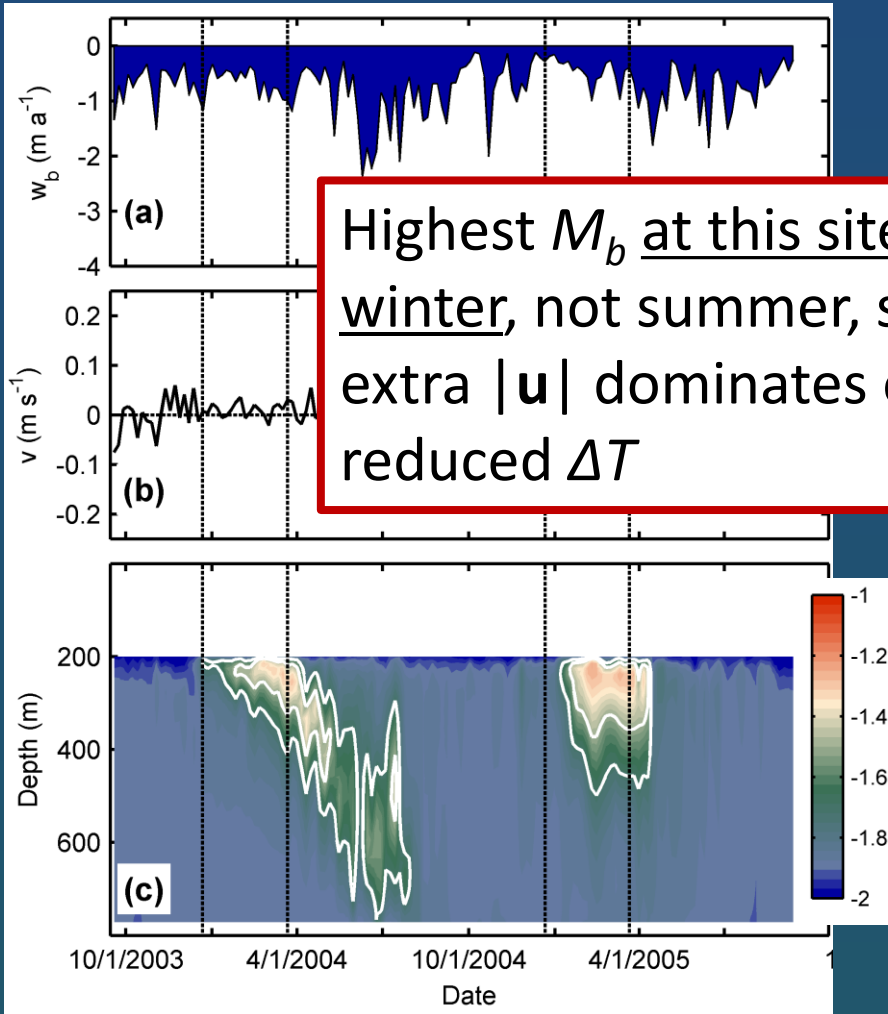 0
-1
-2
-3
-4
w_b (m a^-1)
(a)
Highest M_b at this site
winter, not summer, s
extra |u| dominates
reduced ΔT
0.2
0.1
0
-0.1
-0.2
v (m s^-1)
(b)
200
400
600
Depth (m)
(c)
-1
-1.2
-1.4
-1.6
-1.8
-2
10/1/2003 4/1/2004 10/1/2004 4/1/2005 1
Date